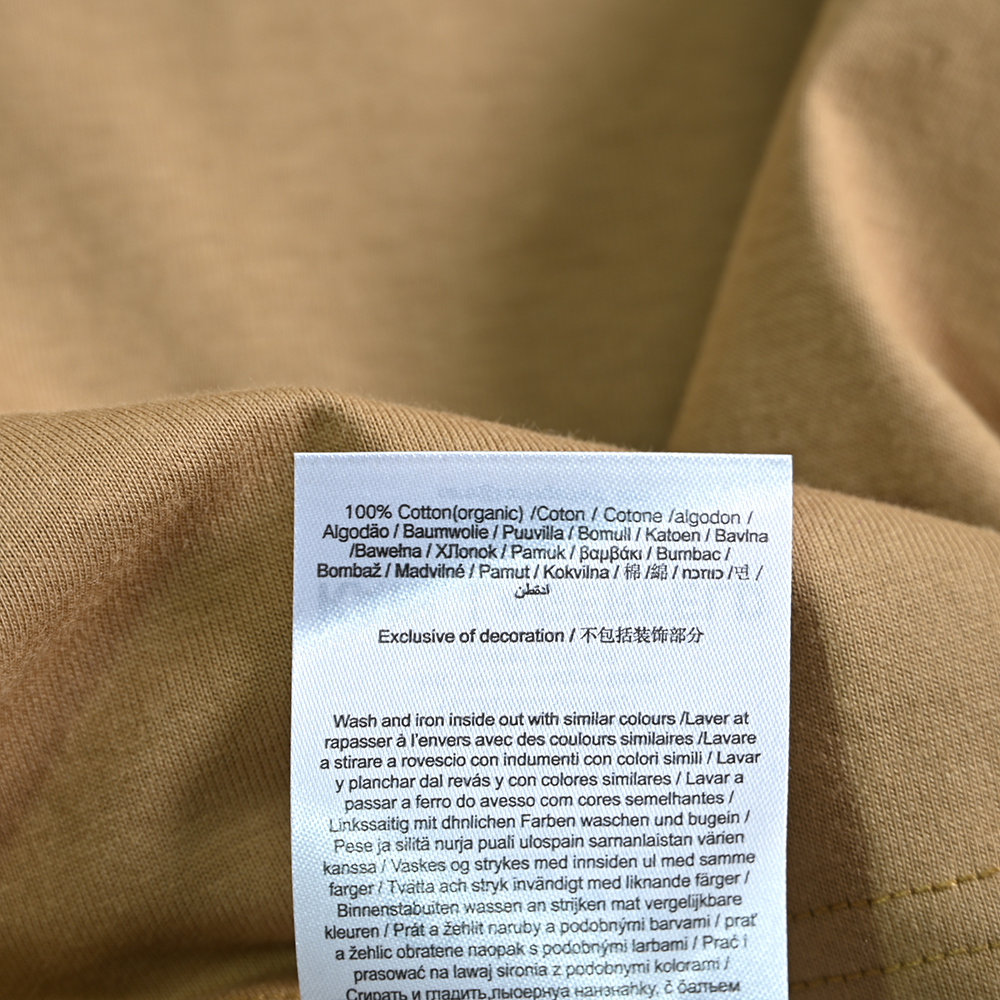 100% Cotton(organic) /Coton / Cotone /algodon /
Algodão / Baumwolie / Puuvilla / Bomull / Katoen / Bavlna
/Bawełna / ХЛопок / Pamuk / βαμβάκι / Bumbac /
Bombaž / Madvilné / Pamut / Kokvilna / 棉 /綿 / כותנה /면 /
Exclusive of decoration / 不包括装饰部分
Wash and iron inside out with similar colours /Laver at
rapasser à l'envers avec des coulours similaires /Lavare
a stirare a rovescio con indumenti con colori simili / Lavar
y planchar dal revás y con colores similares / Lavar a
passar a ferro do avesso com cores semelhantes /
Linkssaitig mit dhnlichen Farben waschen und bugein /
Pese ja silitä nurja puali ulospain sarnanlaistan värien
kanssa / Vaskes og strykes med innsiden ul med samme
farger / Tvätta ach stryk invändigt med liknande färger /
Binnenstabuiten wassen an strijken mat vergelijkbare
kleuren / Prát a žehlit naruby a podobnými barvami / prať
a žehlic obratene naopak s podobnými larbami / Prać i
prasować na lawaj sironia z podobnymi kolorami /
Стирать и гладить,